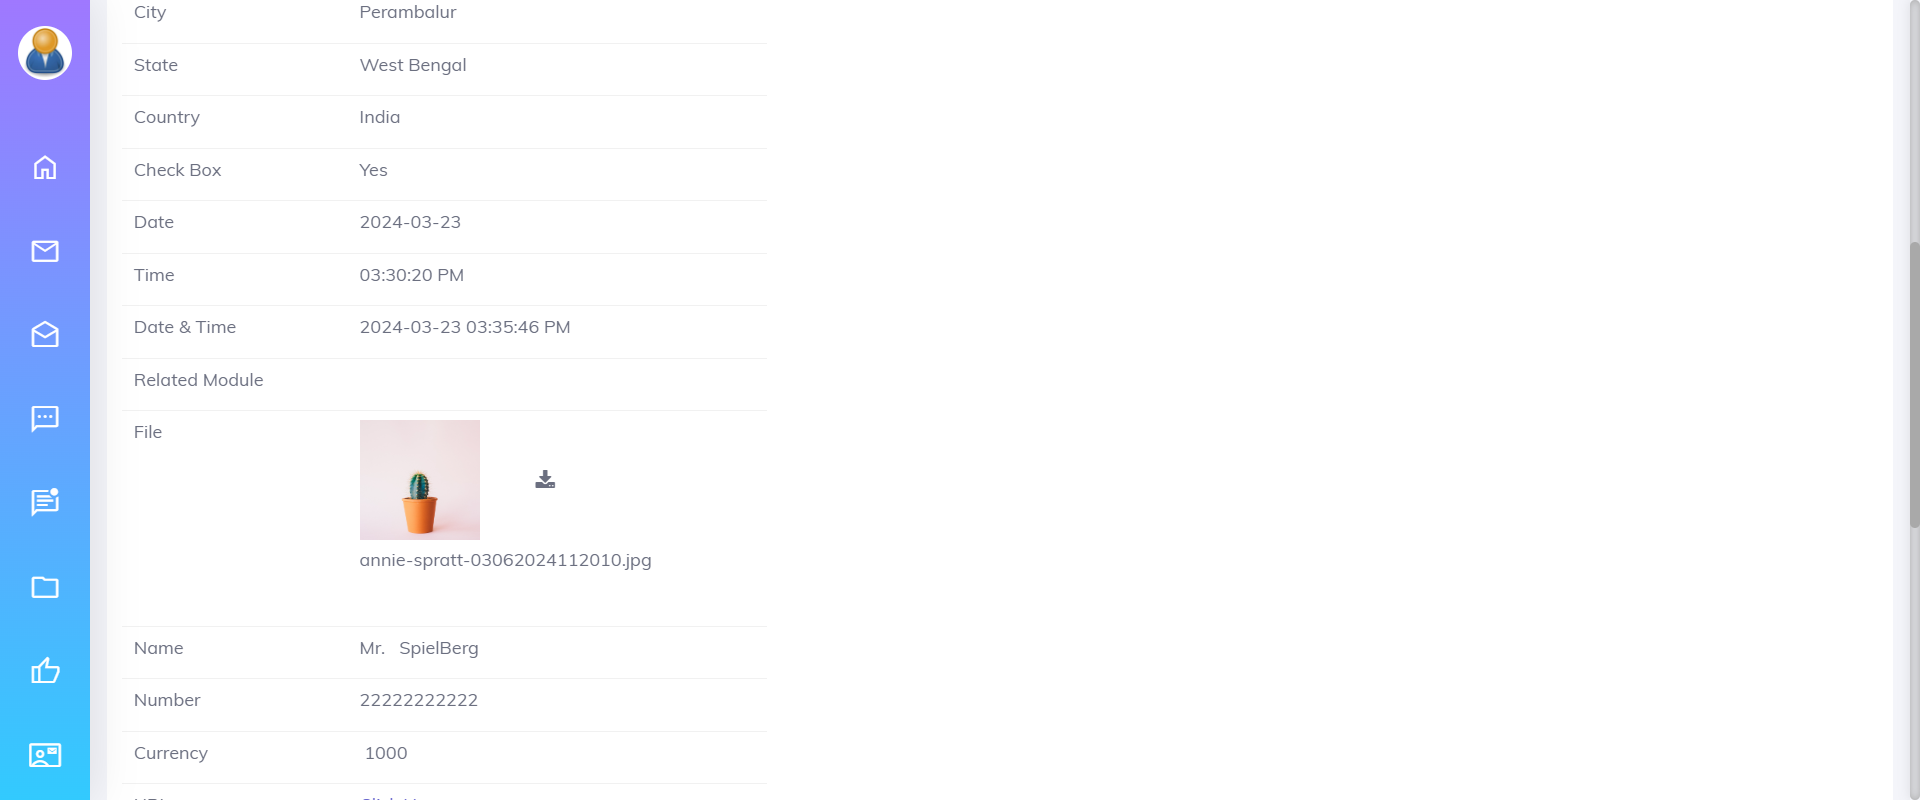 City Perambalur
State West Bengal
Country India
Check Box Yes
Date 2024-03-23
Time 03:30:20 PM
Date & Time 2024-03-23 03:35:46 PM
Related Module
File
annie-spratt-03062024112010.jpg
Name Mr. SpielBerg
Number 22222222222
Currency 1000